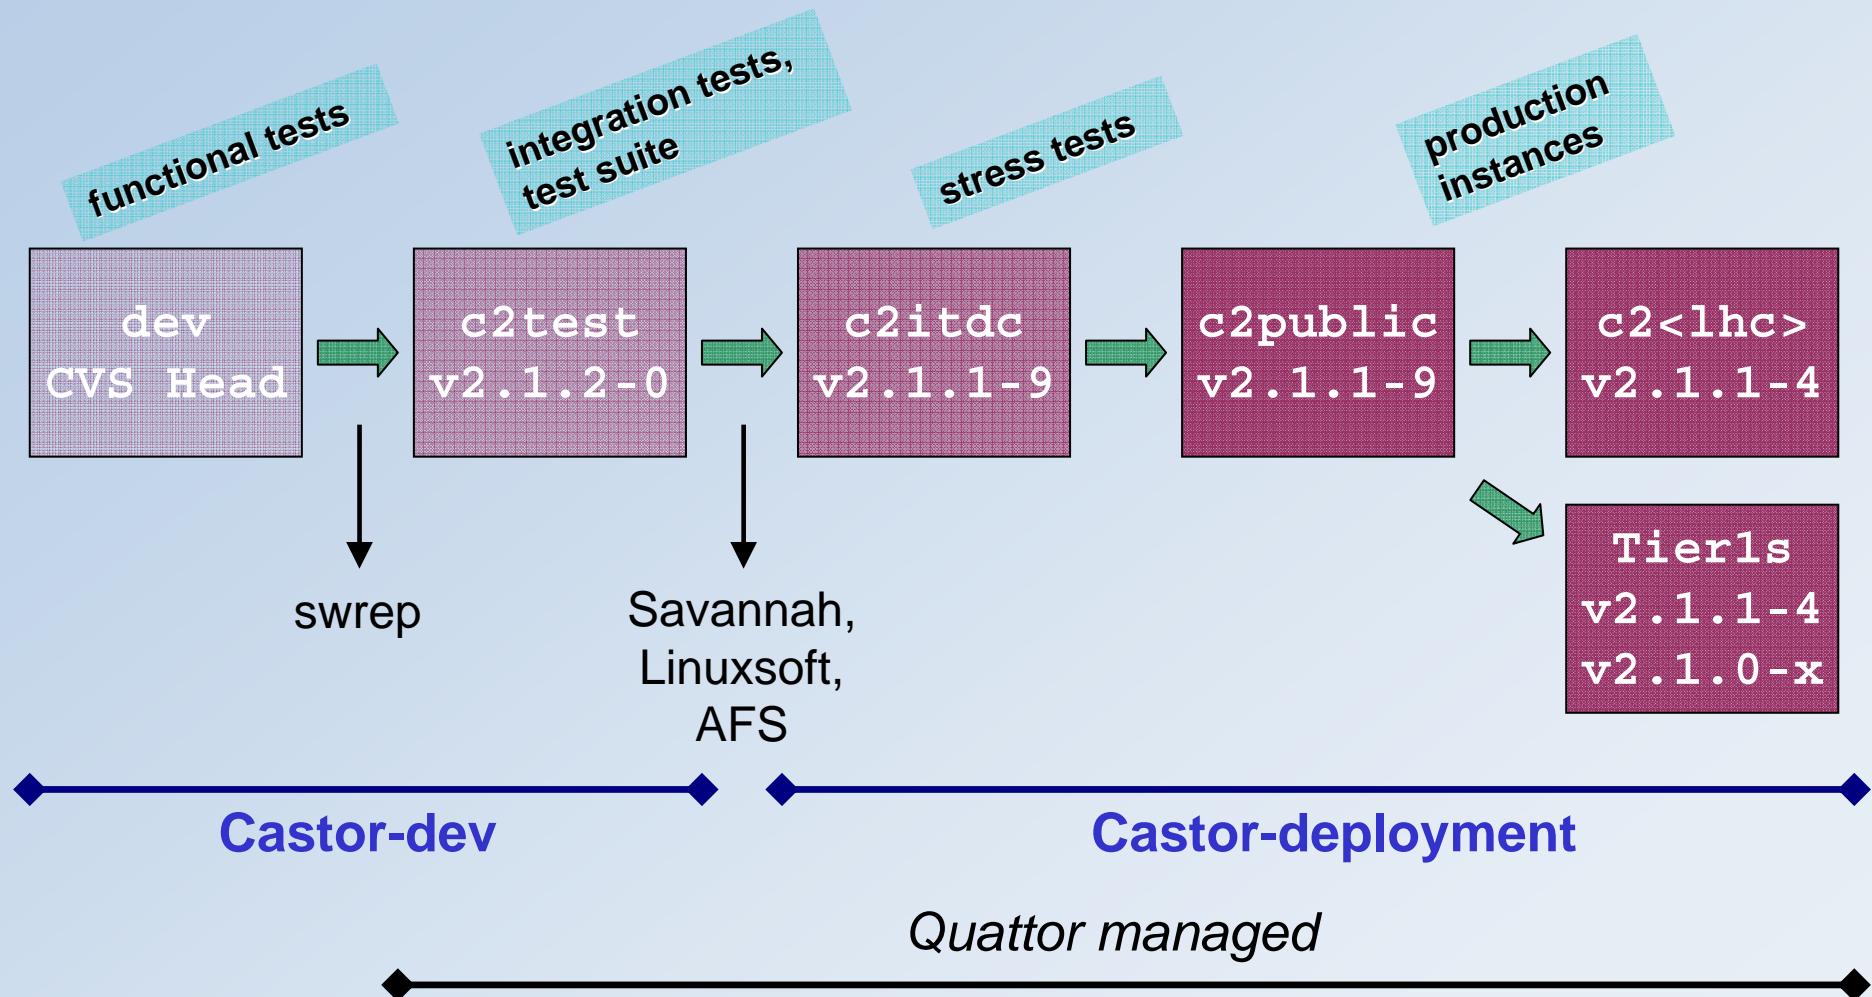 functional tests
integration tests,
test suite
stress tests
production
instances
dev
CVS Head
c2test
v2.1.2-0
c2itdc
v2.1.1-9
c2public
v2.1.1-9
c2<lhc>
v2.1.1-4
Tier1s
v2.1.1-4
v2.1.0-x
swrep
Savannah,
Linuxsoft,
AFS
Castor-dev
Castor-deployment
Quattor managed